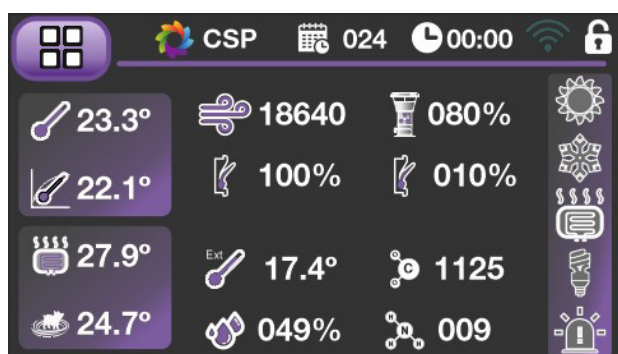 CSP 024 00:00
23.3° 18640 080%
22.1° 100% 010%
27.9° Ext 17.4° C 1125
24.7° 049% H H N H 009